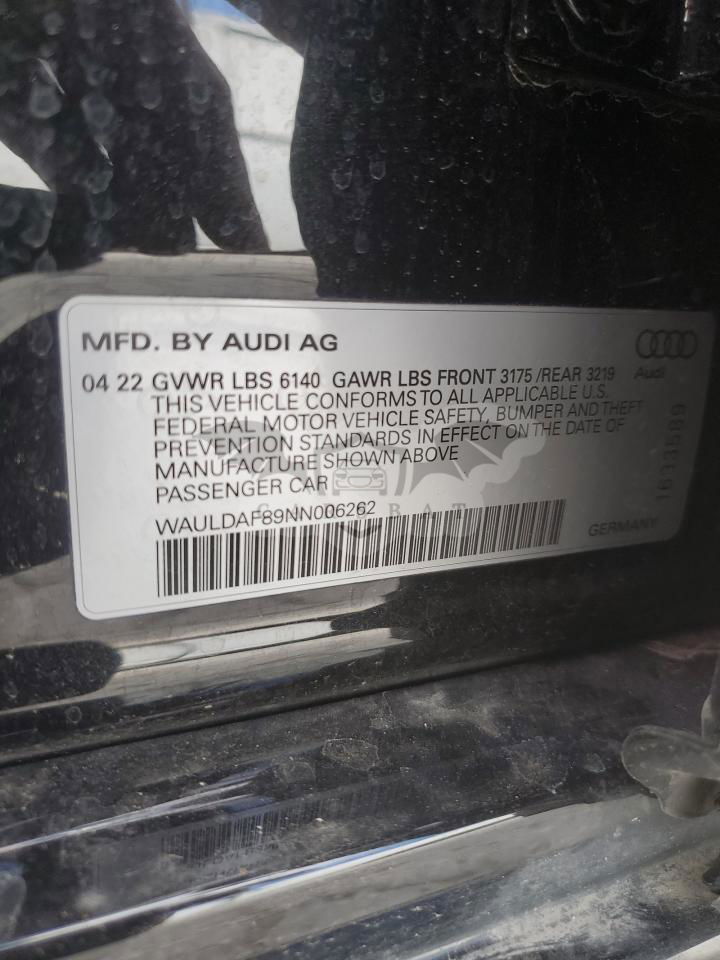 MFD. BY AUDI AG
Audi
04 22 GVWR LBS 6140 GAWR LBS FRONT 3175 /REAR 3219
THIS VEHICLE CONFORMS TO ALL APPLICABLE U.S.
FEDERAL MOTOR VEHICLE SAFETY, BUMPER AND THEFT
PREVENTION STANDARDS IN EFFECT ON THE DATE OF
MANUFACTURE SHOWN ABOVE
PASSENGER CAR
WAULDAF89NN006262
GERMANY
1633589